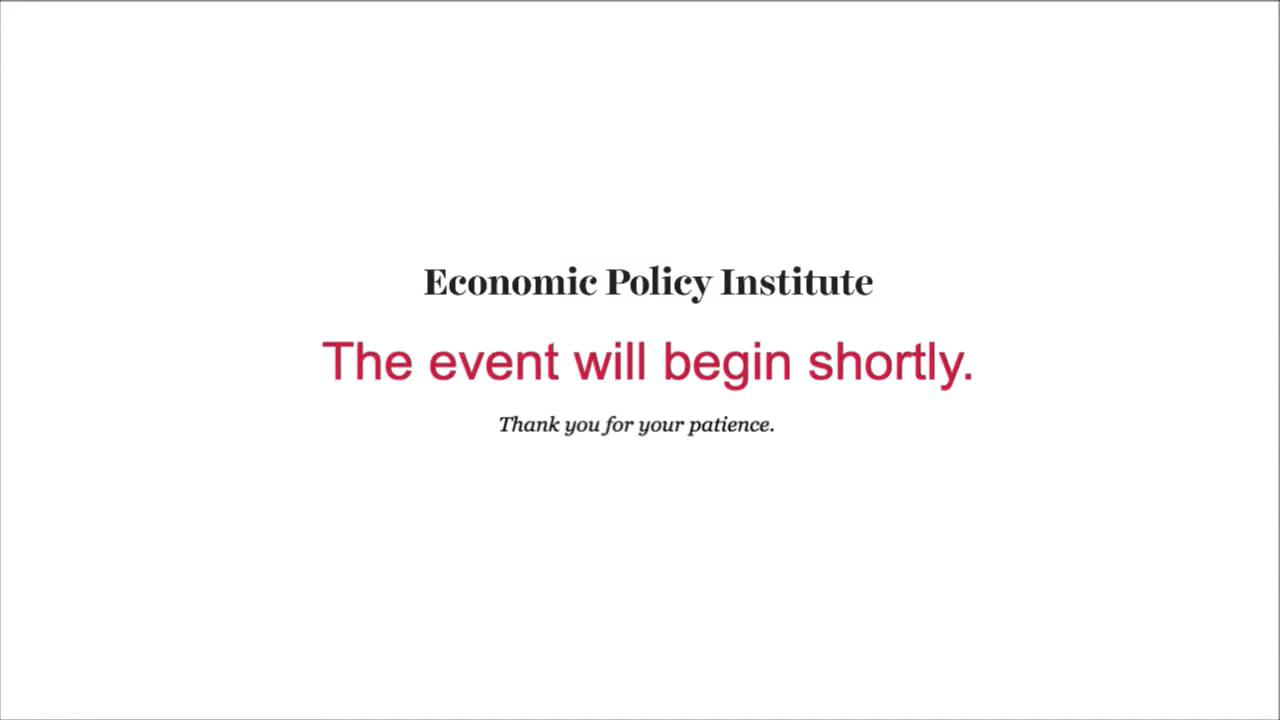 Economic Policy Institute
The event will begin shortly.
Thank you for your patience.